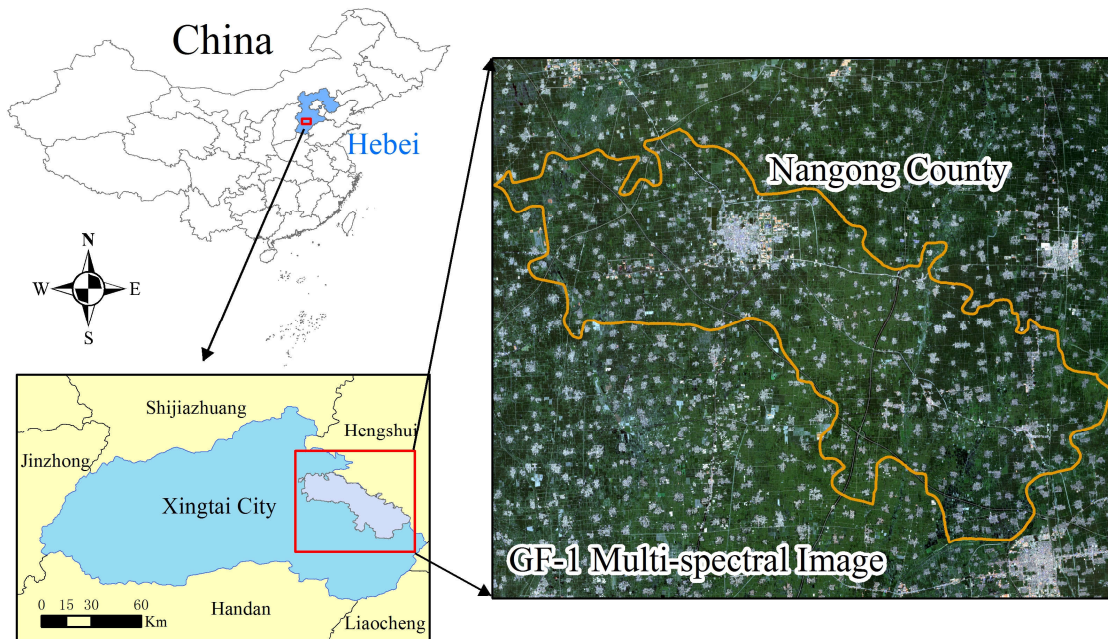 China
Hebei
N
W
E
S
Nangong County
GF-1 Multi-spectral Image
Shijiazhuang
Hengshui
Jinzhong
Xingtai City
Handan
Liaocheng
0 15 30 60
Km